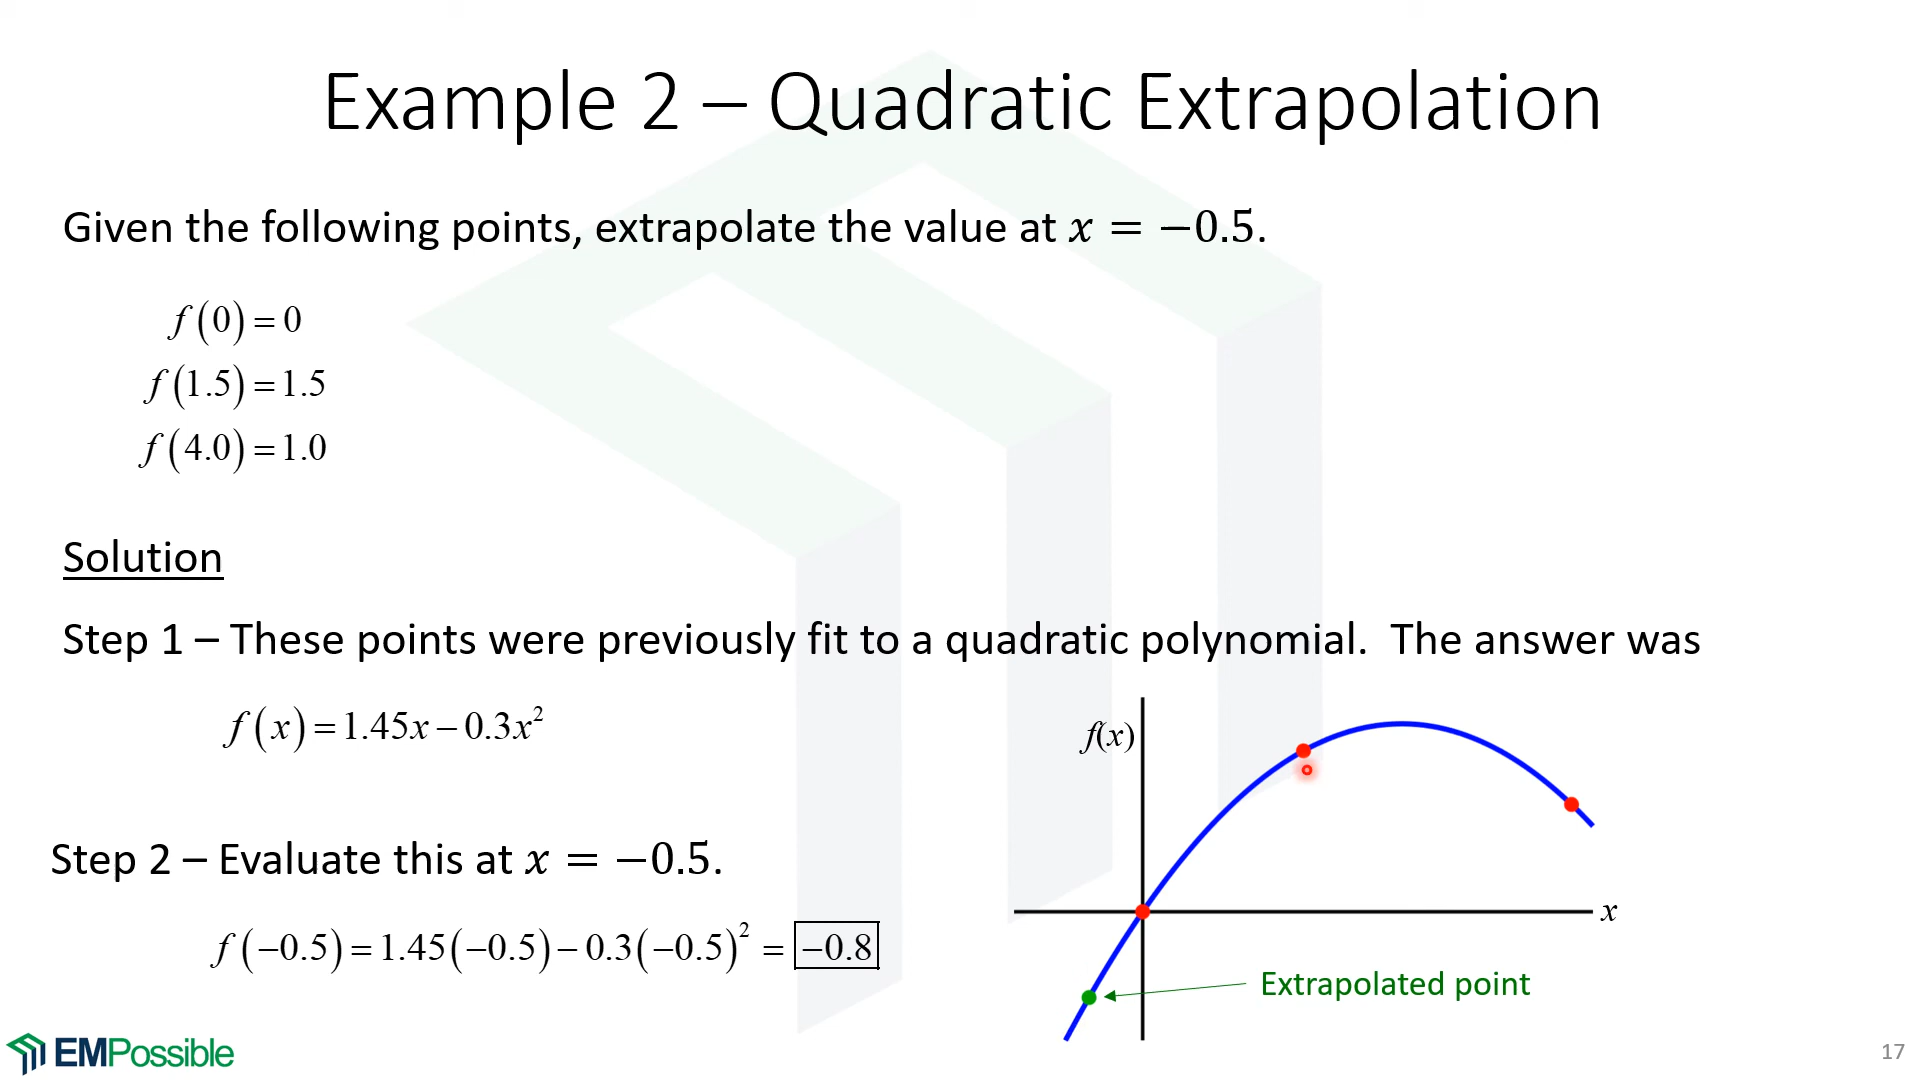 Example 2 – Quadratic Extrapolation
Given the following points, extrapolate the value at x = −0.5.
f(0) = 0
f(1.5) = 1.5
f(4.0) = 1.0
Solution
Step 1 – These points were previously fit to a quadratic polynomial. The answer was
f(x) = 1.45x − 0.3x²
f(x)
Step 2 – Evaluate this at x = −0.5.
f(−0.5) = 1.45(−0.5) − 0.3(−0.5)² = −0.8
x
Extrapolated point
EMPossible
17